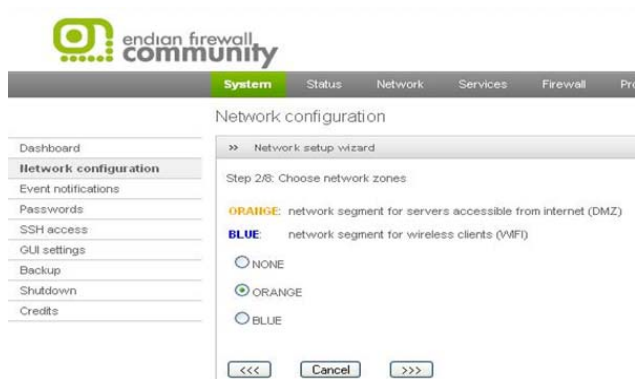 endian firewall
community
System Status Network Services Firewall Pr
Network configuration
Dashboard
Network configuration
Event notifications
Passwords
SSH access
GUI settings
Backup
Shutdown
Credits
>> Network setup wizard
Step 2/8: Choose network zones
ORANGE: network segment for servers accessible from internet (DMZ)
BLUE: network segment for wireless clients (WIFI)
NONE
ORANGE
BLUE
<<< Cancel >>>